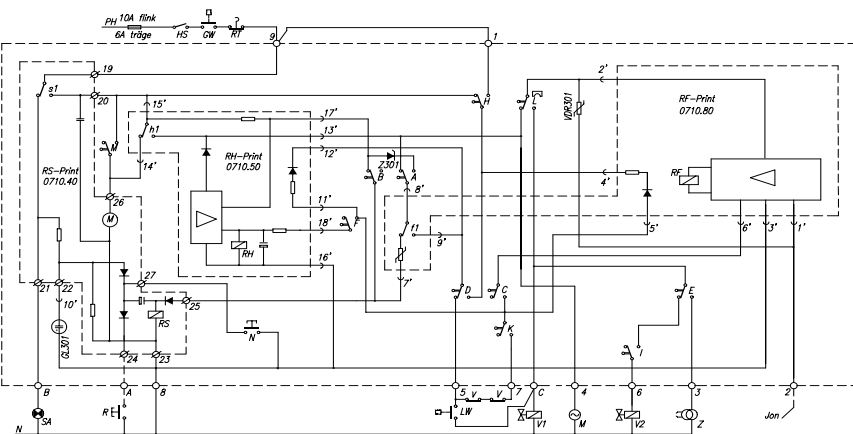 PH 10A flink
6A träge HS GW RT 9 1
19
s1 20
15' H L 2'
VDR301 RF-Print
0710.80
17'
M h1 13'
12'
RS-Print
0710.40
14' RH-Print
0710.50
Z301 B A
8' 4' RF
26 11' F
M 18' f1 9' 5' 6' 3' 1'
RH 16'
7'
21 22 27
10' 25 D C E
GL301 RS N K
24 23 I
B A 8 5 V V 7 C 4 6 3 2
SA R LW V1 M V2 Z Jon
N